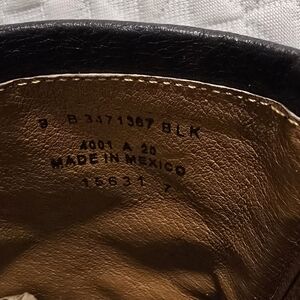 9 B 3471367 BLK
4001 A 20
MADE IN MEXICO
15631 7